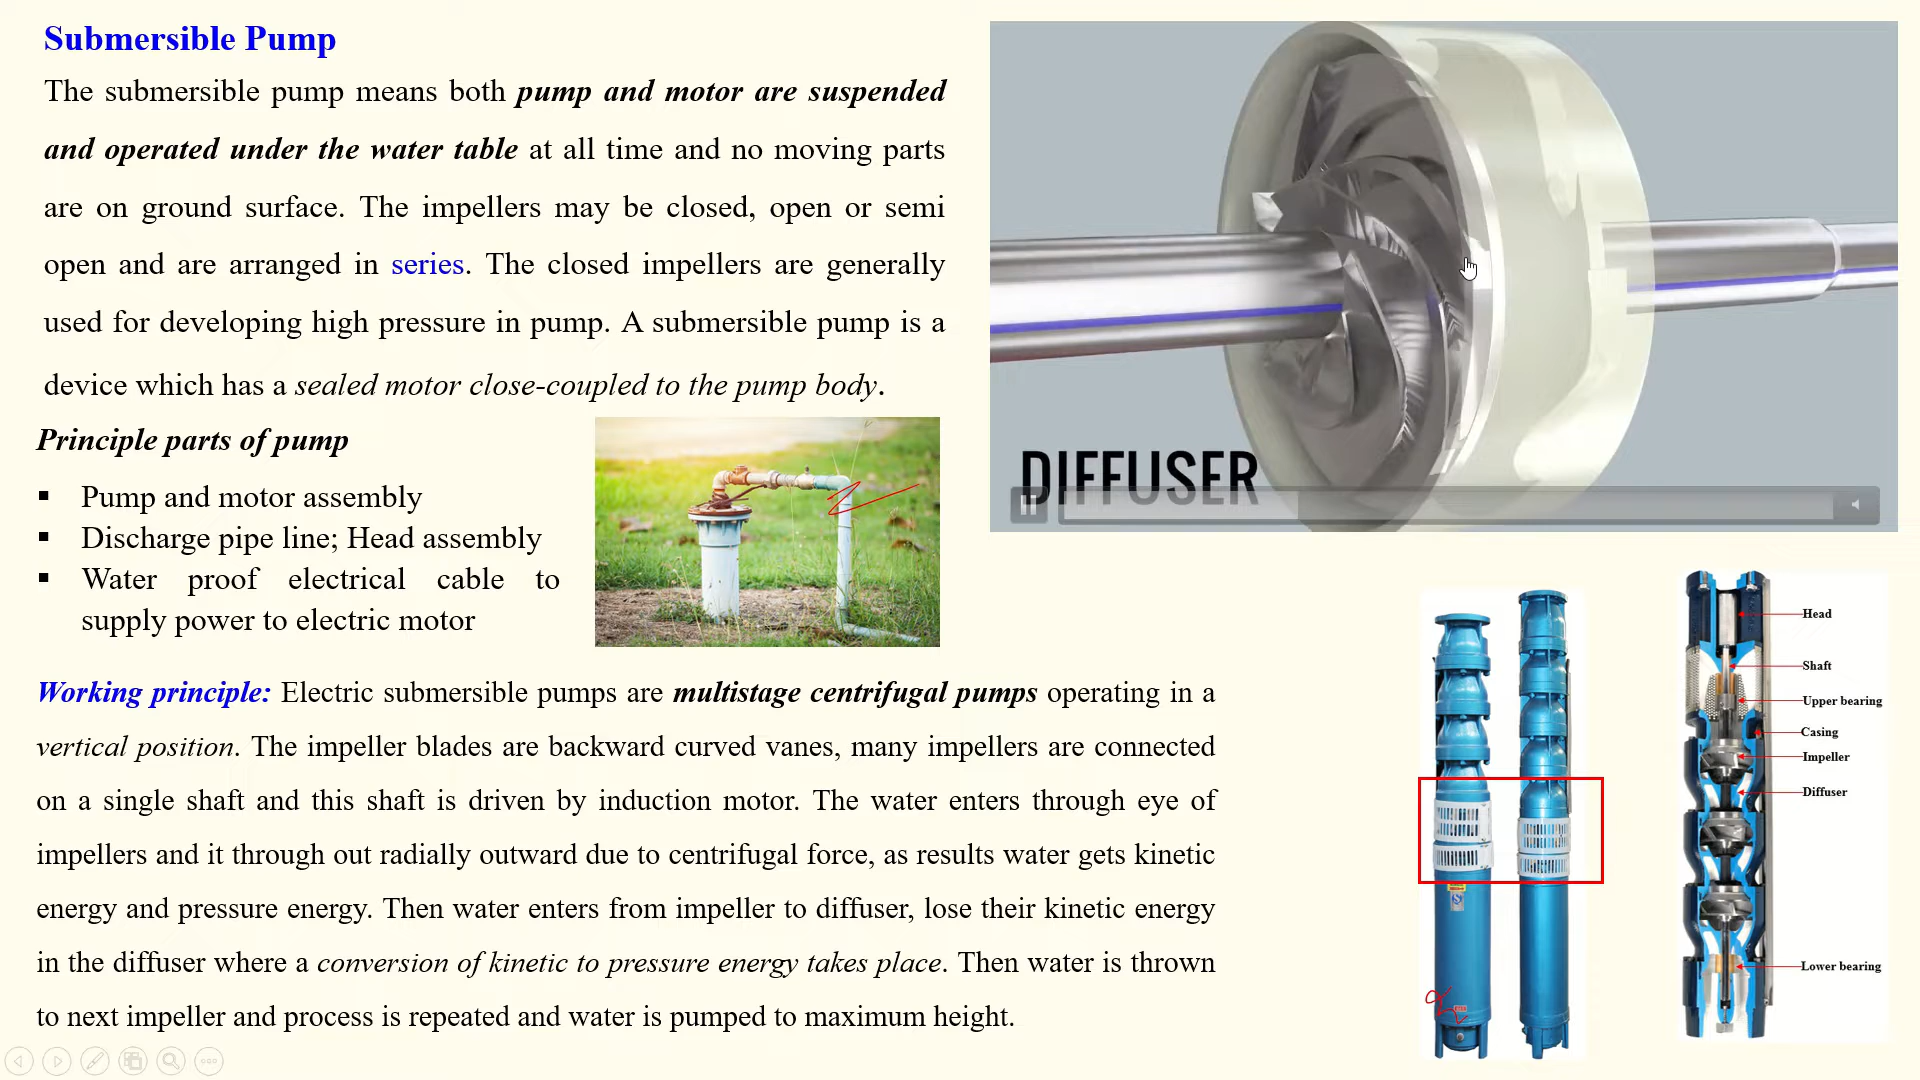 Submersible Pump
The submersible pump means both pump and motor are suspended
and operated under the water table at all time and no moving parts
are on ground surface. The impellers may be closed, open or semi
open and are arranged in series. The closed impellers are generally
used for developing high pressure in pump. A submersible pump is a
device which has a sealed motor close-coupled to the pump body.
Principle parts of pump
▪ Pump and motor assembly
▪ Discharge pipe line; Head assembly
▪ Water proof electrical cable to
supply power to electric motor
Working principle: Electric submersible pumps are multistage centrifugal pumps operating in a
vertical position. The impeller blades are backward curved vanes, many impellers are connected
on a single shaft and this shaft is driven by induction motor. The water enters through eye of
impellers and it through out radially outward due to centrifugal force, as results water gets kinetic
energy and pressure energy. Then water enters from impeller to diffuser, lose their kinetic energy
in the diffuser where a conversion of kinetic to pressure energy takes place. Then water is thrown
to next impeller and process is repeated and water is pumped to maximum height.
DIFFUSER
Head
Shaft
Upper bearing
Casing
Impeller
Diffuser
Lower bearing